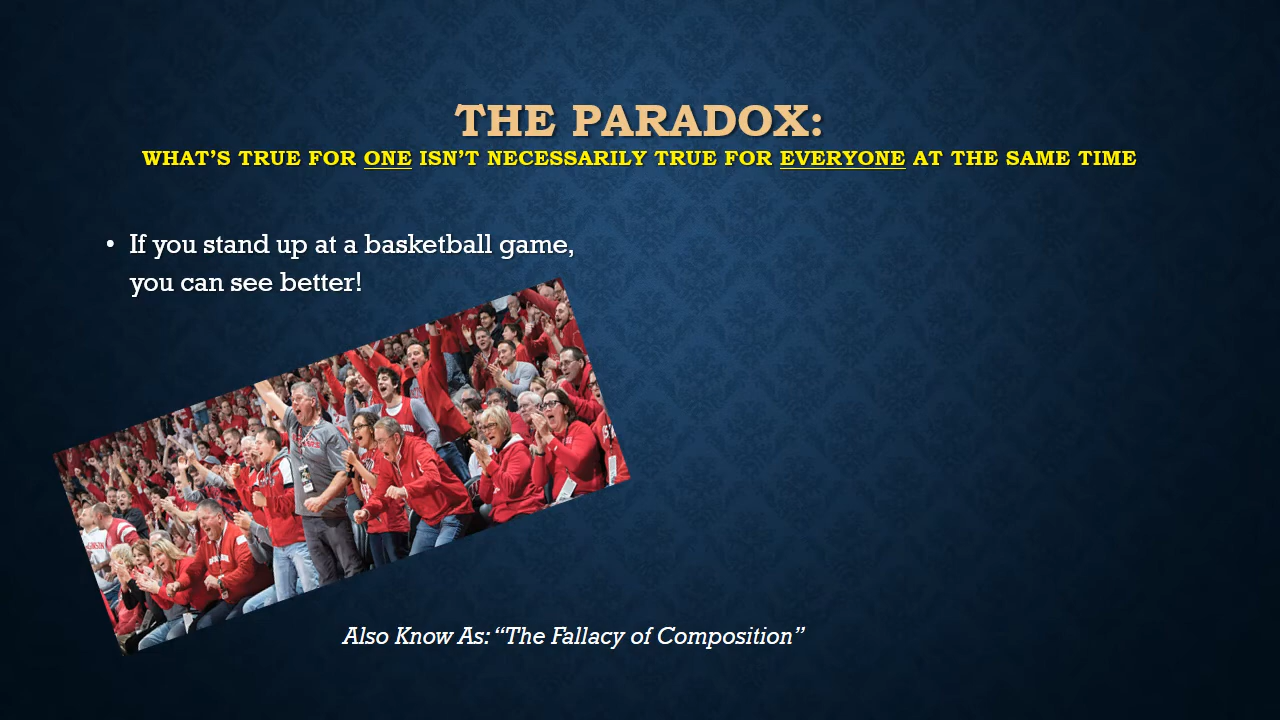 THE PARADOX:
WHAT'S TRUE FOR ONE ISN'T NECESSARILY TRUE FOR EVERYONE AT THE SAME TIME
• If you stand up at a basketball game,
you can see better!
Also Know As: “The Fallacy of Composition”